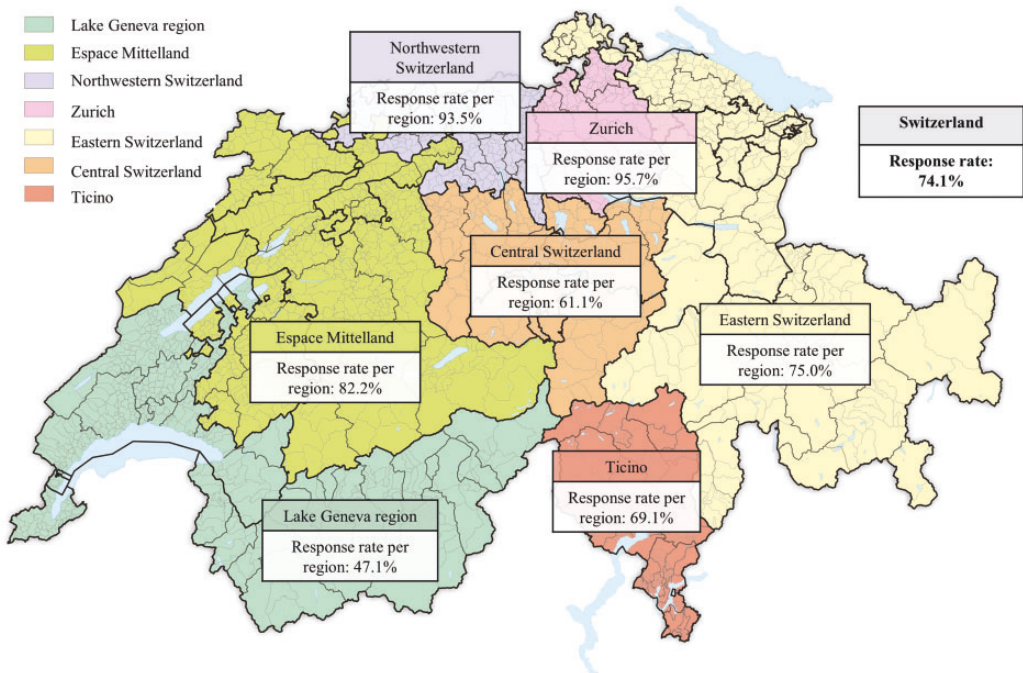 Lake Geneva region
Espace Mittelland
Northwestern Switzerland
Zurich
Eastern Switzerland
Central Switzerland
Ticino
Northwestern
Switzerland
Response rate per
region: 93.5%
Zurich
Response rate per
region: 95.7%
Switzerland
Response rate:
74.1%
Central Switzerland
Response rate per
region: 61.1%
Espace Mittelland
Response rate per
region: 82.2%
Eastern Switzerland
Response rate per
region: 75.0%
Ticino
Response rate per
region: 69.1%
Lake Geneva region
Response rate per
region: 47.1%